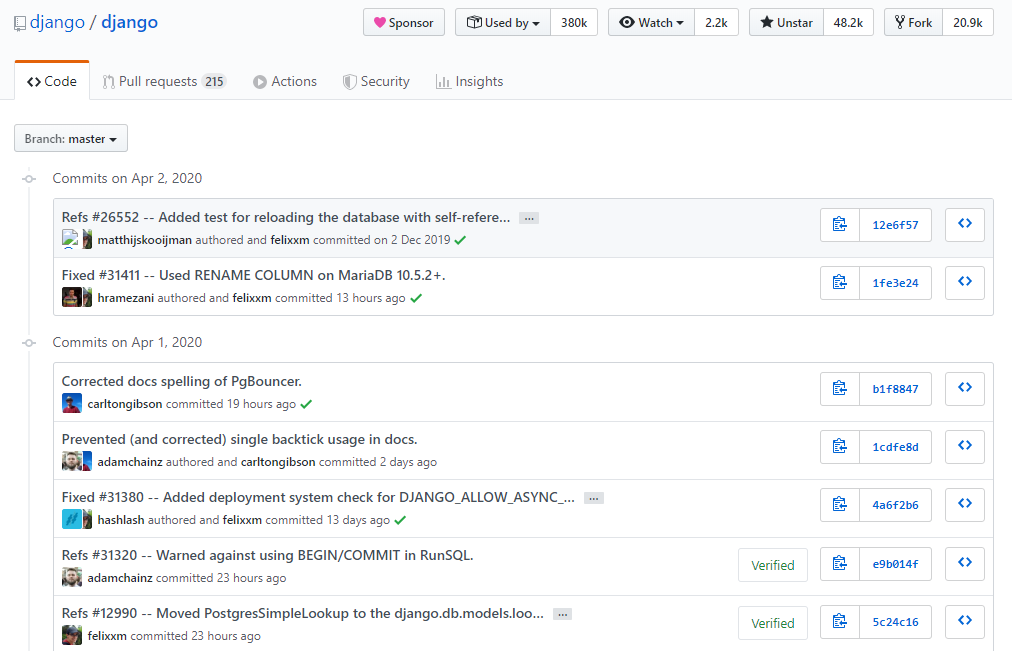 django / django
Sponsor Used by 380k Watch 2.2k Unstar 48.2k Fork 20.9k
Code Pull requests 215 Actions Security Insights
Branch: master
Commits on Apr 2, 2020
Refs #26552 -- Added test for reloading the database with self-refere... ...
12e6f57
matthijskooijman authored and felixxm committed on 2 Dec 2019
Fixed #31411 -- Used RENAME COLUMN on MariaDB 10.5.2+.
1fe3e24
hramezani authored and felixxm committed 13 hours ago
Commits on Apr 1, 2020
Corrected docs spelling of PgBouncer.
b1f8847
carltongibson committed 19 hours ago
Prevented (and corrected) single backtick usage in docs.
1cdfe8d
adamchainz authored and carltongibson committed 2 days ago
Fixed #31380 -- Added deployment system check for DJANGO_ALLOW_ASYNC_... ...
4a6f2b6
hashlash authored and felixxm committed 13 days ago
Refs #31320 -- Warned against using BEGIN/COMMIT in RunSQL.
Verified e9b014f
adamchainz committed 23 hours ago
Refs #12990 -- Moved PostgresSimpleLookup to the django.db.models.loo... ...
Verified 5c24c16
felixxm committed 23 hours ago